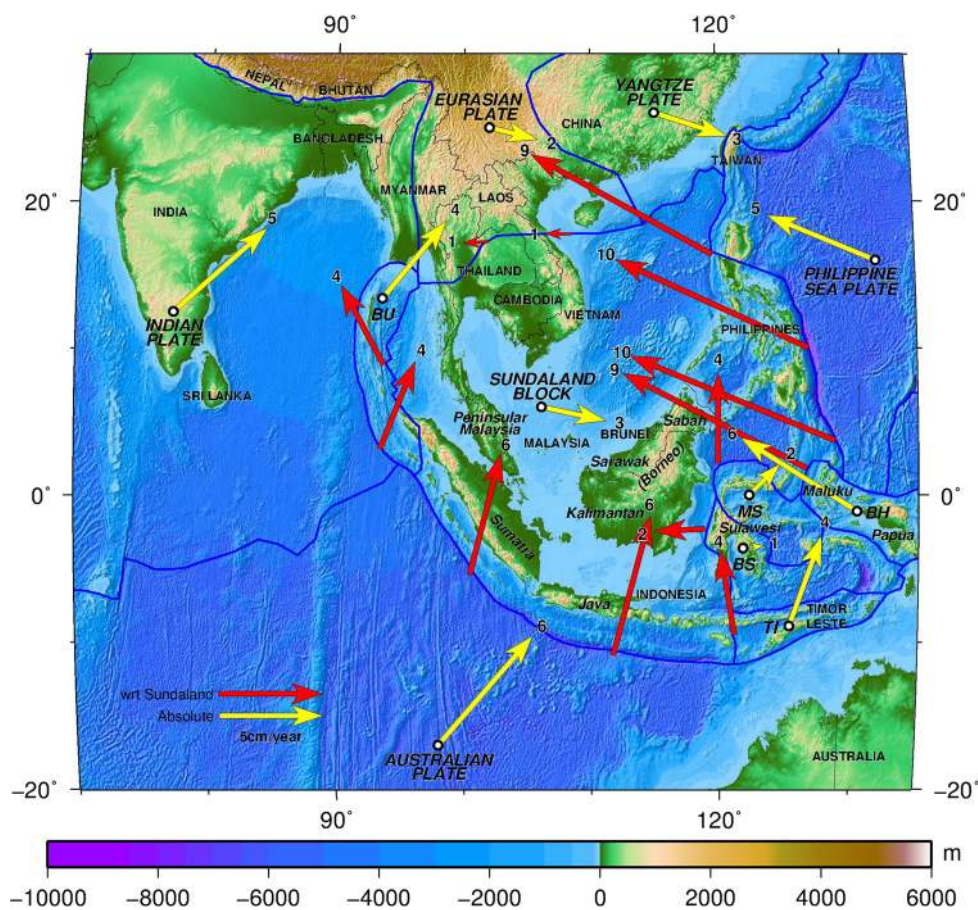 90° 120°
NEPAL
BHUTAN
EURASIAN
PLATE
YANGTZE
PLATE
CHINA
BANGLADESH
2
3
9
TAIWAN
MYANMAR
LAOS
20° 20°
INDIA
5
4
5
1
1
10
THAILAND
PHILIPPINE
SEA PLATE
4
CAMBODIA
BU
VIETNAM
INDIAN
PLATE
PHILIPPINES
4
10
9
4
SUNDALAND
BLOCK
SRI LANKA
Peninsular
Malaysia
3
Sabah
BRUNEI
6
MALAYSIA
6
2
Sarawak
(Borneo)
Maluku
0° 0°
6
MS
BH
Kalimantan
Sumatra
Sulawesi
4
Papua
2
4
1
BS
INDONESIA
Java
TIMOR
LESTE
TI
6
wrt Sundaland
Absolute
5cm/year
AUSTRALIAN
PLATE
AUSTRALIA
−20° −20°
90° 120°
m
−10000 −8000 −6000 −4000 −2000 0 2000 4000 6000